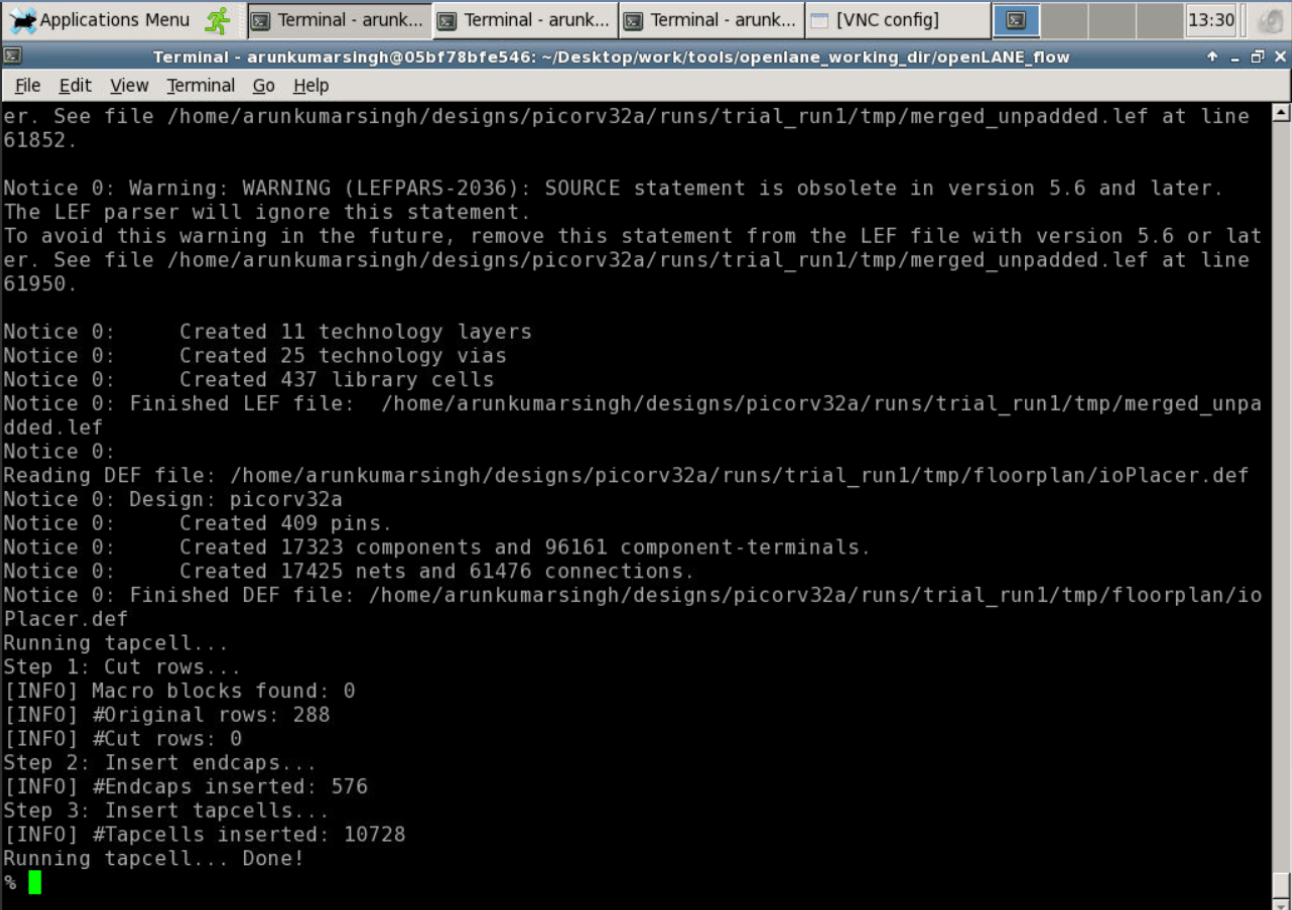 Applications Menu Terminal - arunk... Terminal - arunk... Terminal - arunk... [VNC config] 13:30
Terminal - arunkumarsingh@05bf78bfe546: ~/Desktop/work/tools/openlane_working_dir/openLANE_flow
File Edit View Terminal Go Help
er. See file /home/arunkumarsingh/designs/picorv32a/runs/trial_run1/tmp/merged_unpadded.lef at line
61852.
Notice 0: Warning: WARNING (LEFPARS-2036): SOURCE statement is obsolete in version 5.6 and later.
The LEF parser will ignore this statement.
To avoid this warning in the future, remove this statement from the LEF file with version 5.6 or lat
er. See file /home/arunkumarsingh/designs/picorv32a/runs/trial_run1/tmp/merged_unpadded.lef at line
61950.
Notice 0:     Created 11 technology layers
Notice 0:     Created 25 technology vias
Notice 0:     Created 437 library cells
Notice 0: Finished LEF file:  /home/arunkumarsingh/designs/picorv32a/runs/trial_run1/tmp/merged_unpa
dded.lef
Notice 0:
Reading DEF file: /home/arunkumarsingh/designs/picorv32a/runs/trial_run1/tmp/floorplan/ioPlacer.def
Notice 0: Design: picorv32a
Notice 0:     Created 409 pins.
Notice 0:     Created 17323 components and 96161 component-terminals.
Notice 0:     Created 17425 nets and 61476 connections.
Notice 0: Finished DEF file: /home/arunkumarsingh/designs/picorv32a/runs/trial_run1/tmp/floorplan/io
Placer.def
Running tapcell...
Step 1: Cut rows...
[INFO] Macro blocks found: 0
[INFO] #Original rows: 288
[INFO] #Cut rows: 0
Step 2: Insert endcaps...
[INFO] #Endcaps inserted: 576
Step 3: Insert tapcells...
[INFO] #Tapcells inserted: 10728
Running tapcell... Done!
%